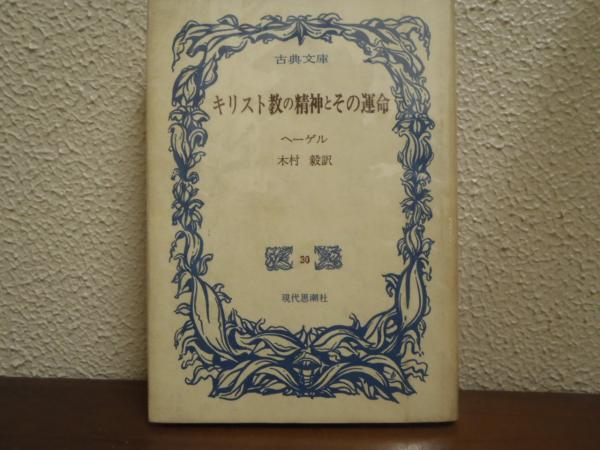 古典文庫
キリスト教の精神とその運命
ヘーゲル
木村 毅訳
30
現代思潮社